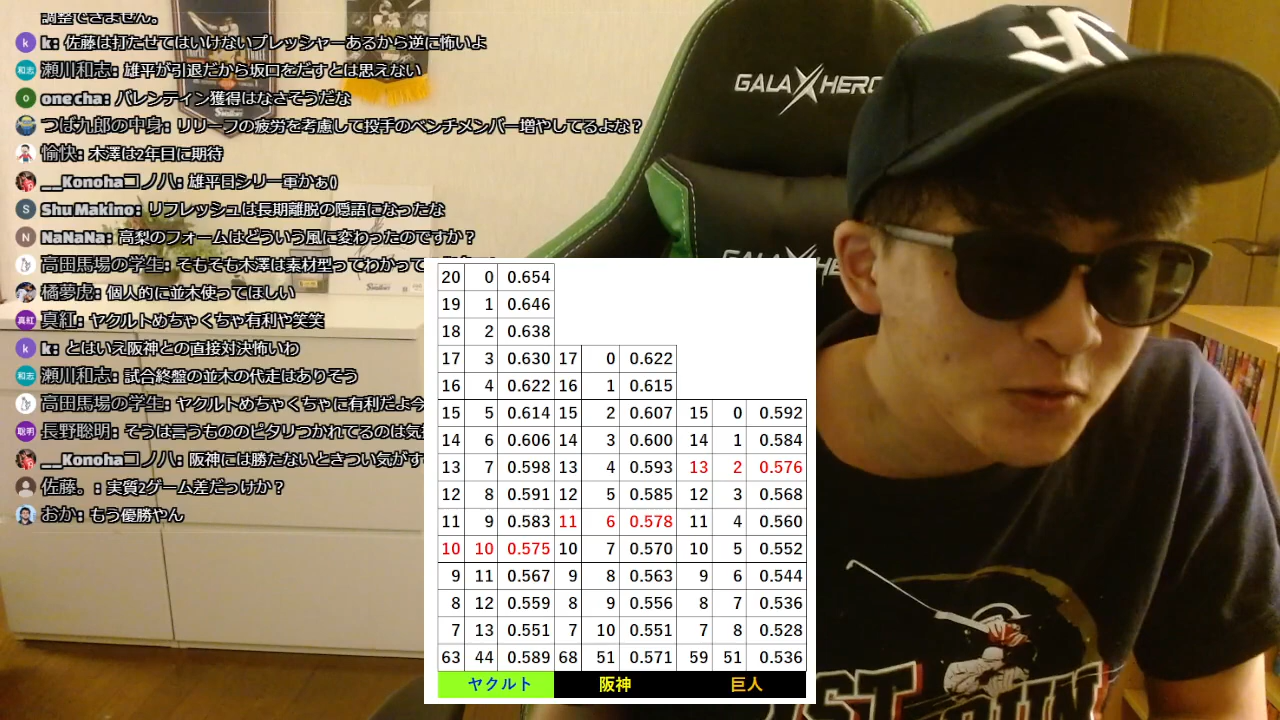 調整できません。
k: 佐藤は打たせてはいけないプレッシャーあるから逆に怖いよ
瀬川和志: 雄平が引退だから坂口をだすとは思えない
onecha: バレンティン獲得はなさそうだな
つば九郎の中身: リリーフの疲労を考慮して投手のベンチメンバー増やしてるよな?
愉快: 木澤は2年目に期待
__Konohaコノハ: 雄平日シリ一軍かぁ()
Shu Makino: リフレッシュは長期離脱の隠語になったな
NaNaNa: 高梨のフォームはどういう風に変わったのですか?
高田馬場の学生: そもそも木澤は素材型ってわかって
橘夢虎: 個人的に並木使ってほしい
真紅: ヤクルトめちゃくちゃ有利や笑笑
k: とはいえ阪神との直接対決怖いわ
瀬川和志: 試合終盤の並木の代走はありそう
高田馬場の学生: ヤクルトめちゃくちゃに有利だよ今
長野聡明: そうは言うもののピタリつかれてるのは気
__Konohaコノハ: 阪神には勝たないときつい気がす
佐藤。: 実質2ゲーム差だっけか?
おか: もう優勝やん
GALAXHERO
20 0 0.654
19 1 0.646
18 2 0.638
17 3 0.630 17 0 0.622
16 4 0.622 16 1 0.615
15 5 0.614 15 2 0.607 15 0 0.592
14 6 0.606 14 3 0.600 14 1 0.584
13 7 0.598 13 4 0.593 13 2 0.576
12 8 0.591 12 5 0.585 12 3 0.568
11 9 0.583 11 6 0.578 11 4 0.560
10 10 0.575 10 7 0.570 10 5 0.552
9 11 0.567 9 8 0.563 9 6 0.544
8 12 0.559 8 9 0.556 8 7 0.536
7 13 0.551 7 10 0.551 7 8 0.528
63 44 0.589 68 51 0.571 59 51 0.536
ヤクルト 阪神 巨人